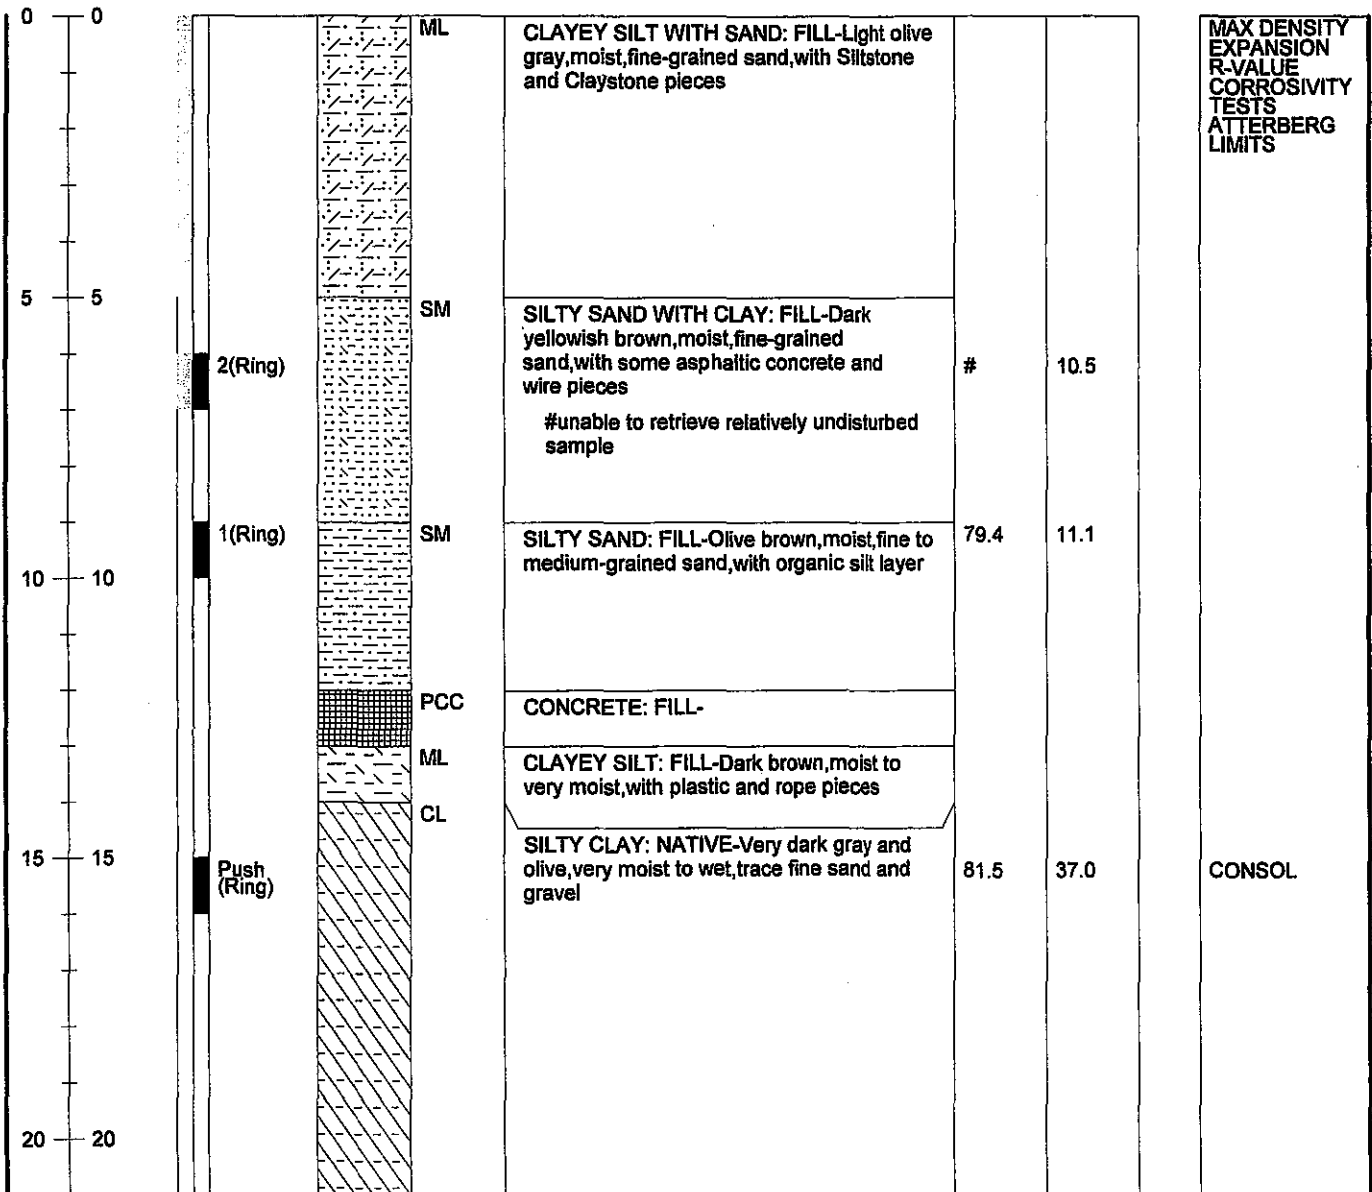 0 0
ML
CLAYEY SILT WITH SAND: FILL-Light olive
gray,moist,fine-grained sand,with Siltstone
and Claystone pieces
MAX DENSITY
EXPANSION
R-VALUE
CORROSIVITY
TESTS
ATTERBERG
LIMITS
5 5
SM
SILTY SAND WITH CLAY: FILL-Dark
yellowish brown,moist,fine-grained
sand,with some asphaltic concrete and
wire pieces
2(Ring)
# 10.5
#unable to retrieve relatively undisturbed
sample
1(Ring)
SM
SILTY SAND: FILL-Olive brown,moist,fine to
medium-grained sand,with organic silt layer
79.4 11.1
10 10
PCC
CONCRETE: FILL-
ML
CLAYEY SILT: FILL-Dark brown,moist to
very moist,with plastic and rope pieces
CL
SILTY CLAY: NATIVE-Very dark gray and
olive,very moist to wet,trace fine sand and
gravel
15 15
Push
(Ring)
81.5 37.0
CONSOL.
20 20